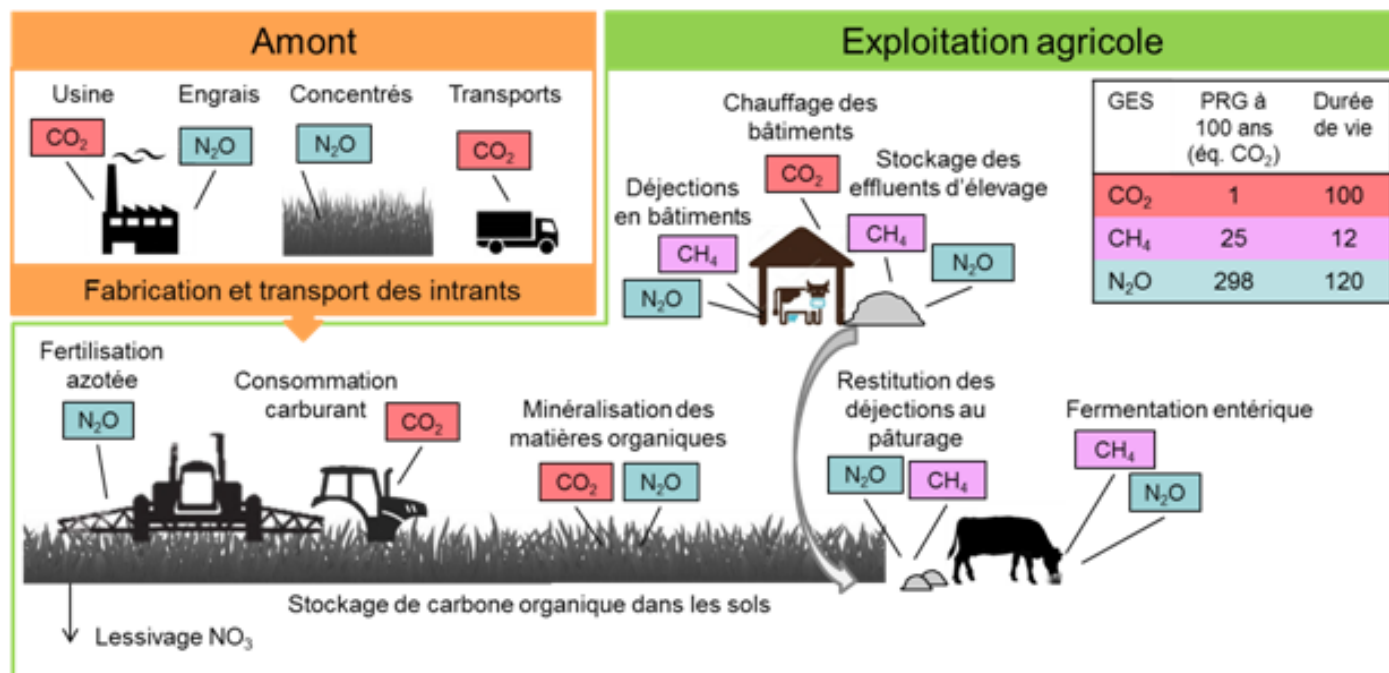 Amont
Usine
Engrais
Concentrés
Transports
CO₂
N₂O
N₂O
CO₂
Fabrication et transport des intrants
Exploitation agricole
Chauffage des
bâtiments
CO₂
Stockage des
effluents d'élevage
CH₄
N₂O
Déjections
en bâtiments
CH₄
N₂O
GES
PRG à
100 ans
(éq. CO₂)
Durée
de vie
CO₂ 1 100
CH₄ 25 12
N₂O 298 120
Fertilisation
azotée
N₂O
Consommation
carburant
CO₂
Minéralisation des
matières organiques
CO₂ N₂O
Restitution des
déjections au
pâturage
N₂O
CH₄
Fermentation entérique
CH₄
N₂O
Stockage de carbone organique dans les sols
Lessivage NO₃